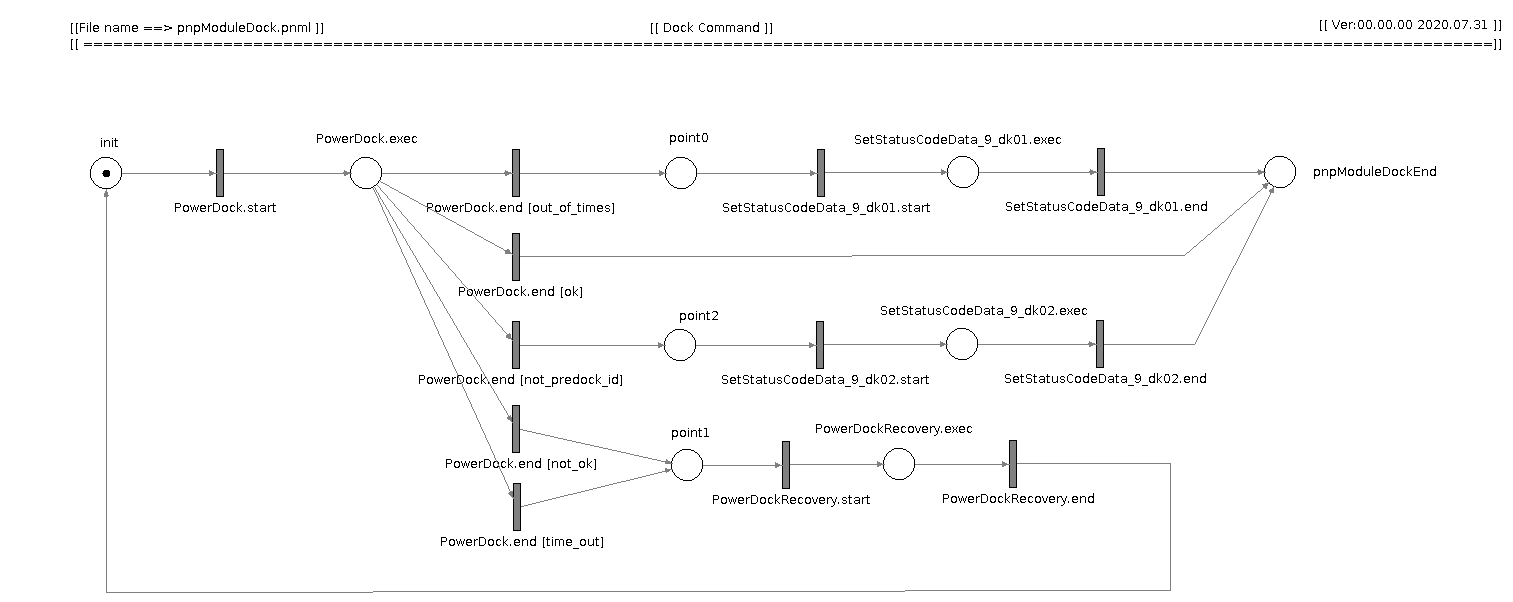 [[File name ==> pnpModuleDock.pnml ]]
[[ Dock Command ]]
[[ Ver:00.00.00 2020.07.31 ]]
[[ =============================================================================================================================================]]
init
PowerDock.exec
point0
SetStatusCodeData_9_dk01.exec
pnpModuleDockEnd
PowerDock.start
PowerDock.end [out_of_times]
SetStatusCodeData_9_dk01.start
SetStatusCodeData_9_dk01.end
PowerDock.end [ok]
point2
SetStatusCodeData_9_dk02.exec
PowerDock.end [not_predock_id]
SetStatusCodeData_9_dk02.start
SetStatusCodeData_9_dk02.end
point1
PowerDockRecovery.exec
PowerDock.end [not_ok]
PowerDockRecovery.start
PowerDockRecovery.end
PowerDock.end [time_out]